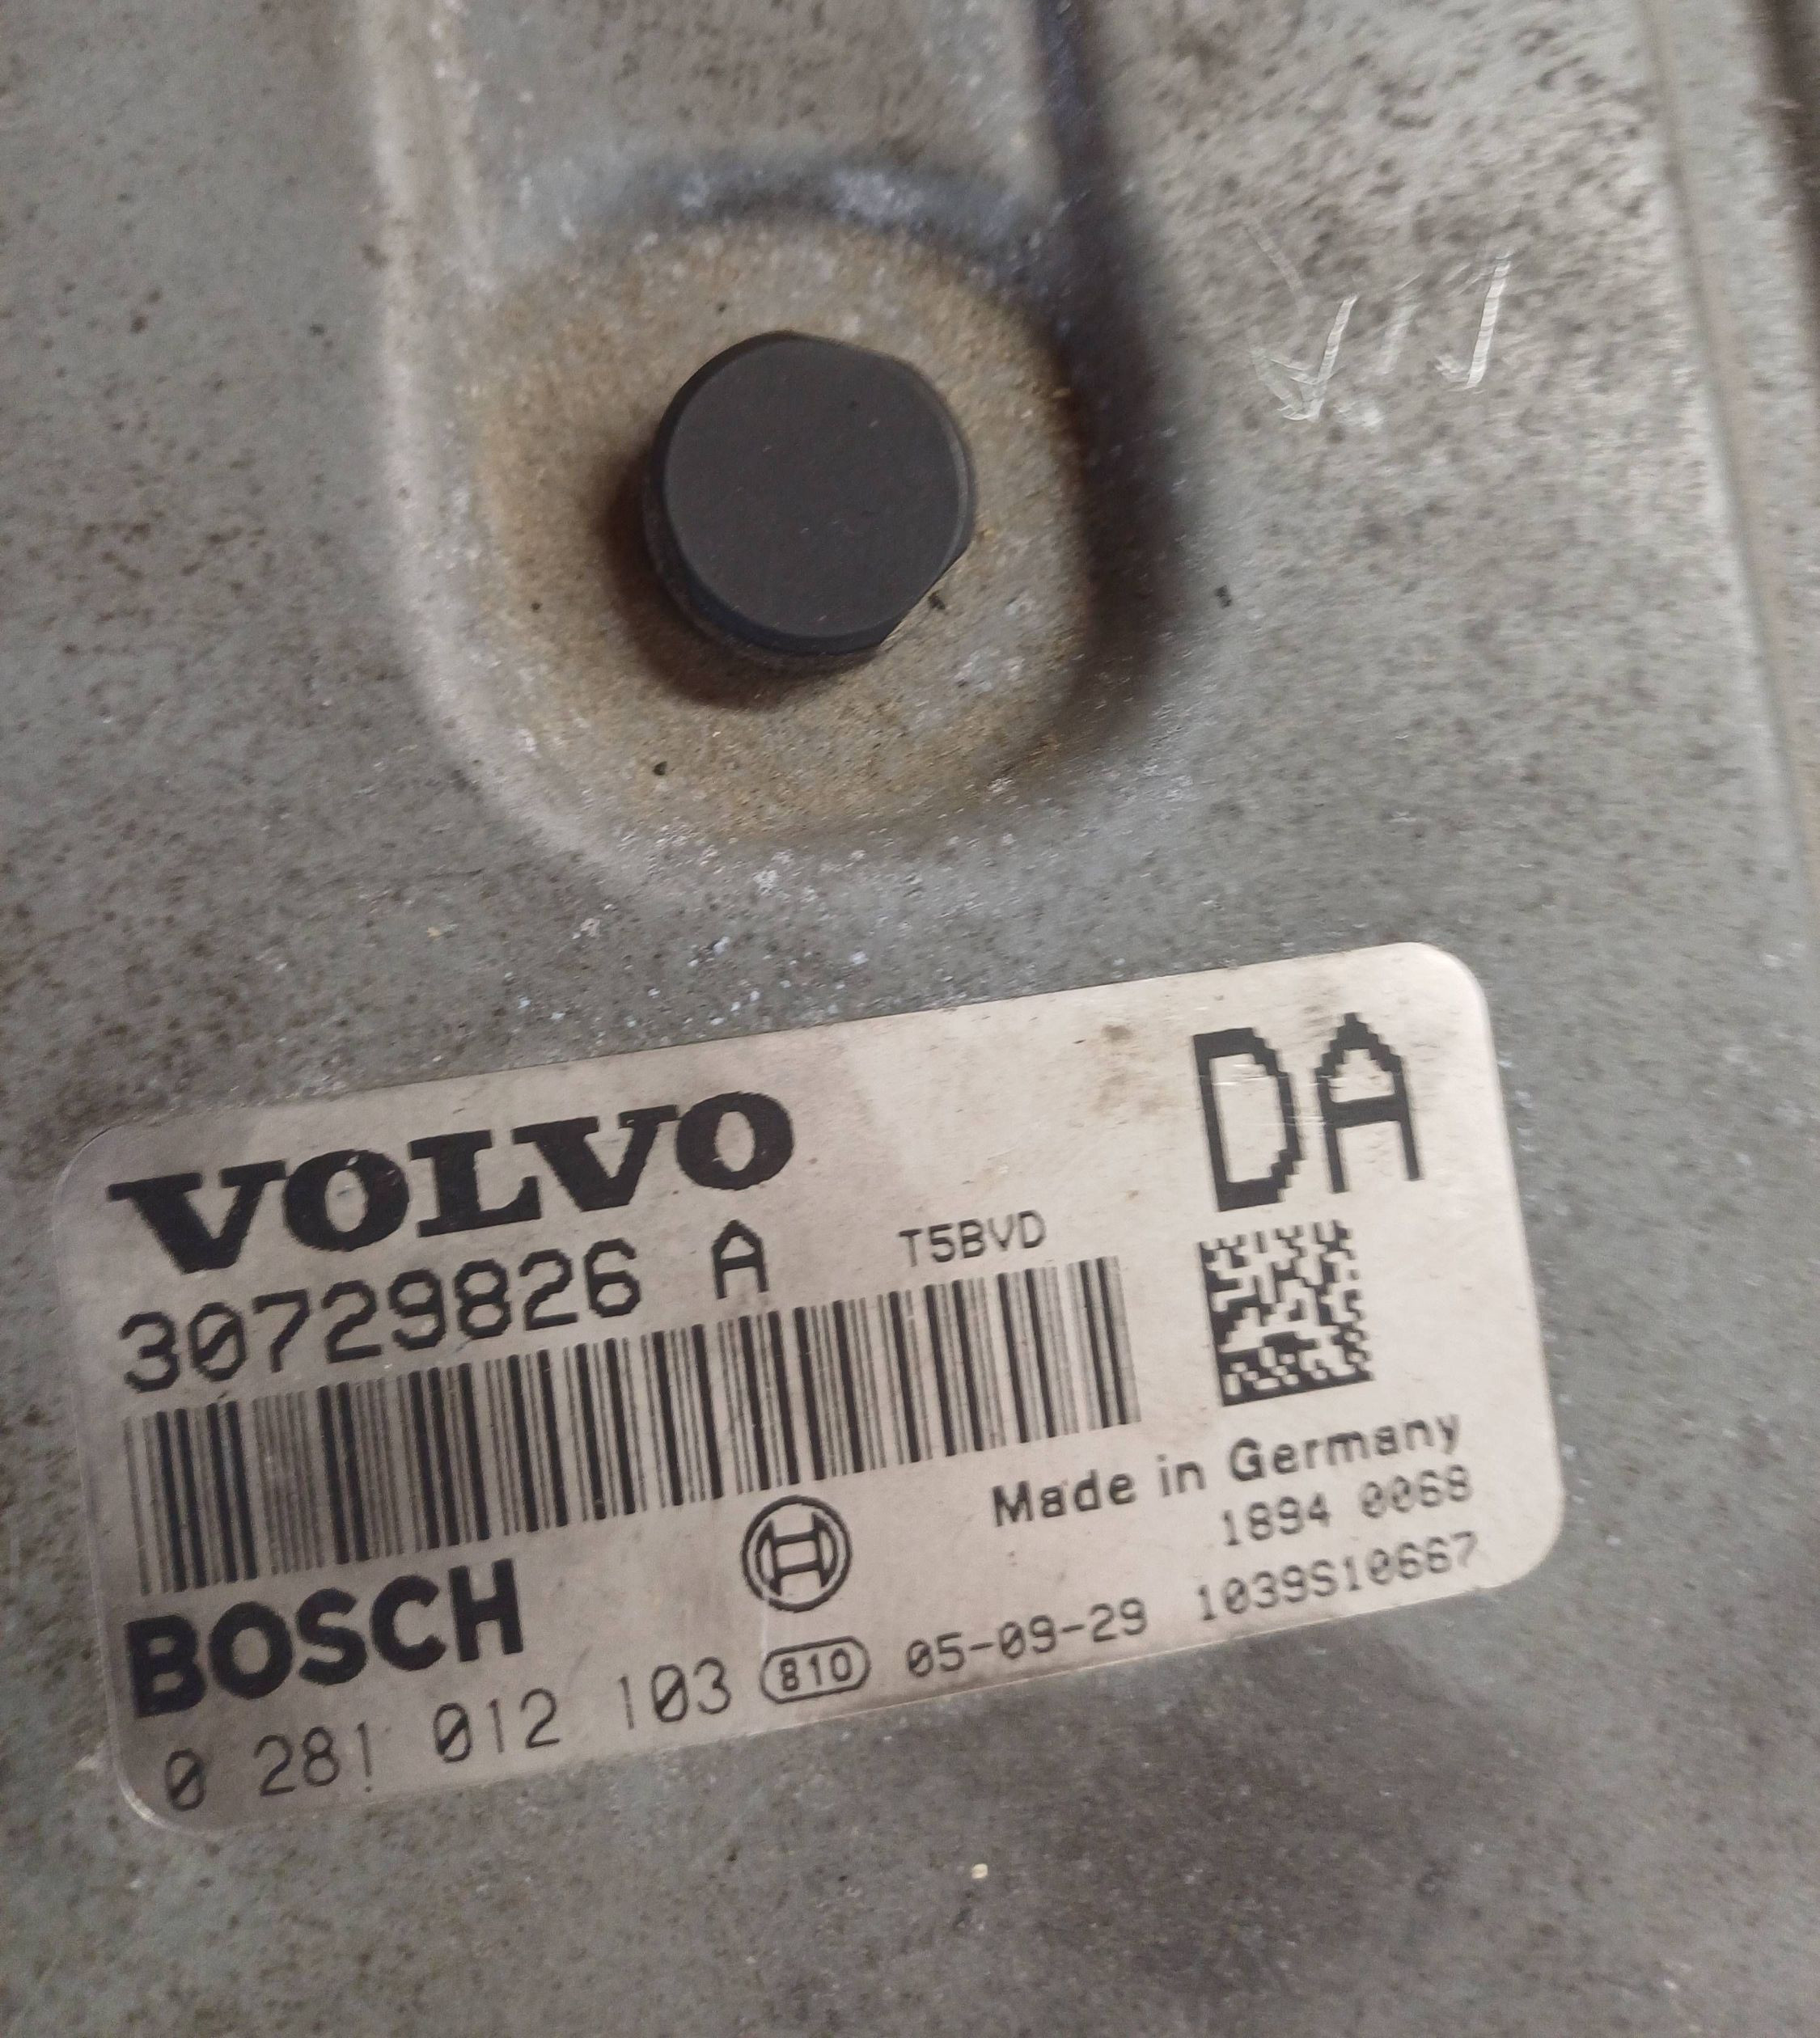 VOLVO
DA
30729826 A
T5BVD
Made in Germany
1894 0068
BOSCH
0 281 012 103 810 05-09-29 1039S10667